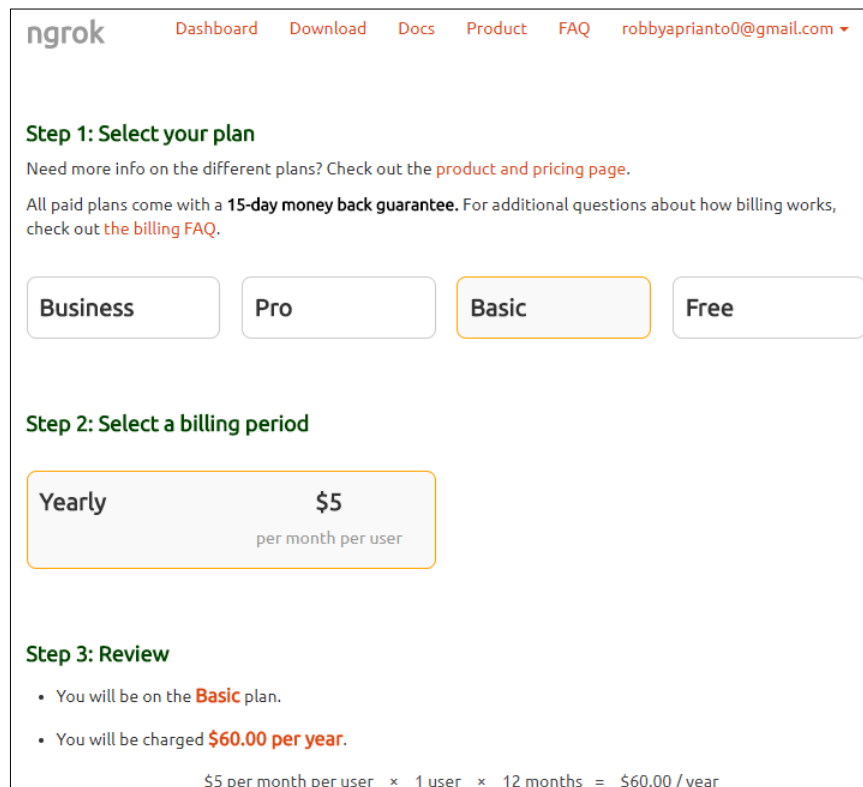 ngrok Dashboard Download Docs Product FAQ robbyaprianto0@gmail.com
Step 1: Select your plan
Need more info on the different plans? Check out the product and pricing page.
All paid plans come with a 15-day money back guarantee. For additional questions about how billing works,
check out the billing FAQ.
Business Pro Basic Free
Step 2: Select a billing period
Yearly $5
per month per user
Step 3: Review
• You will be on the Basic plan.
• You will be charged $60.00 per year.
$5 per month per user × 1 user × 12 months = $60.00 / year